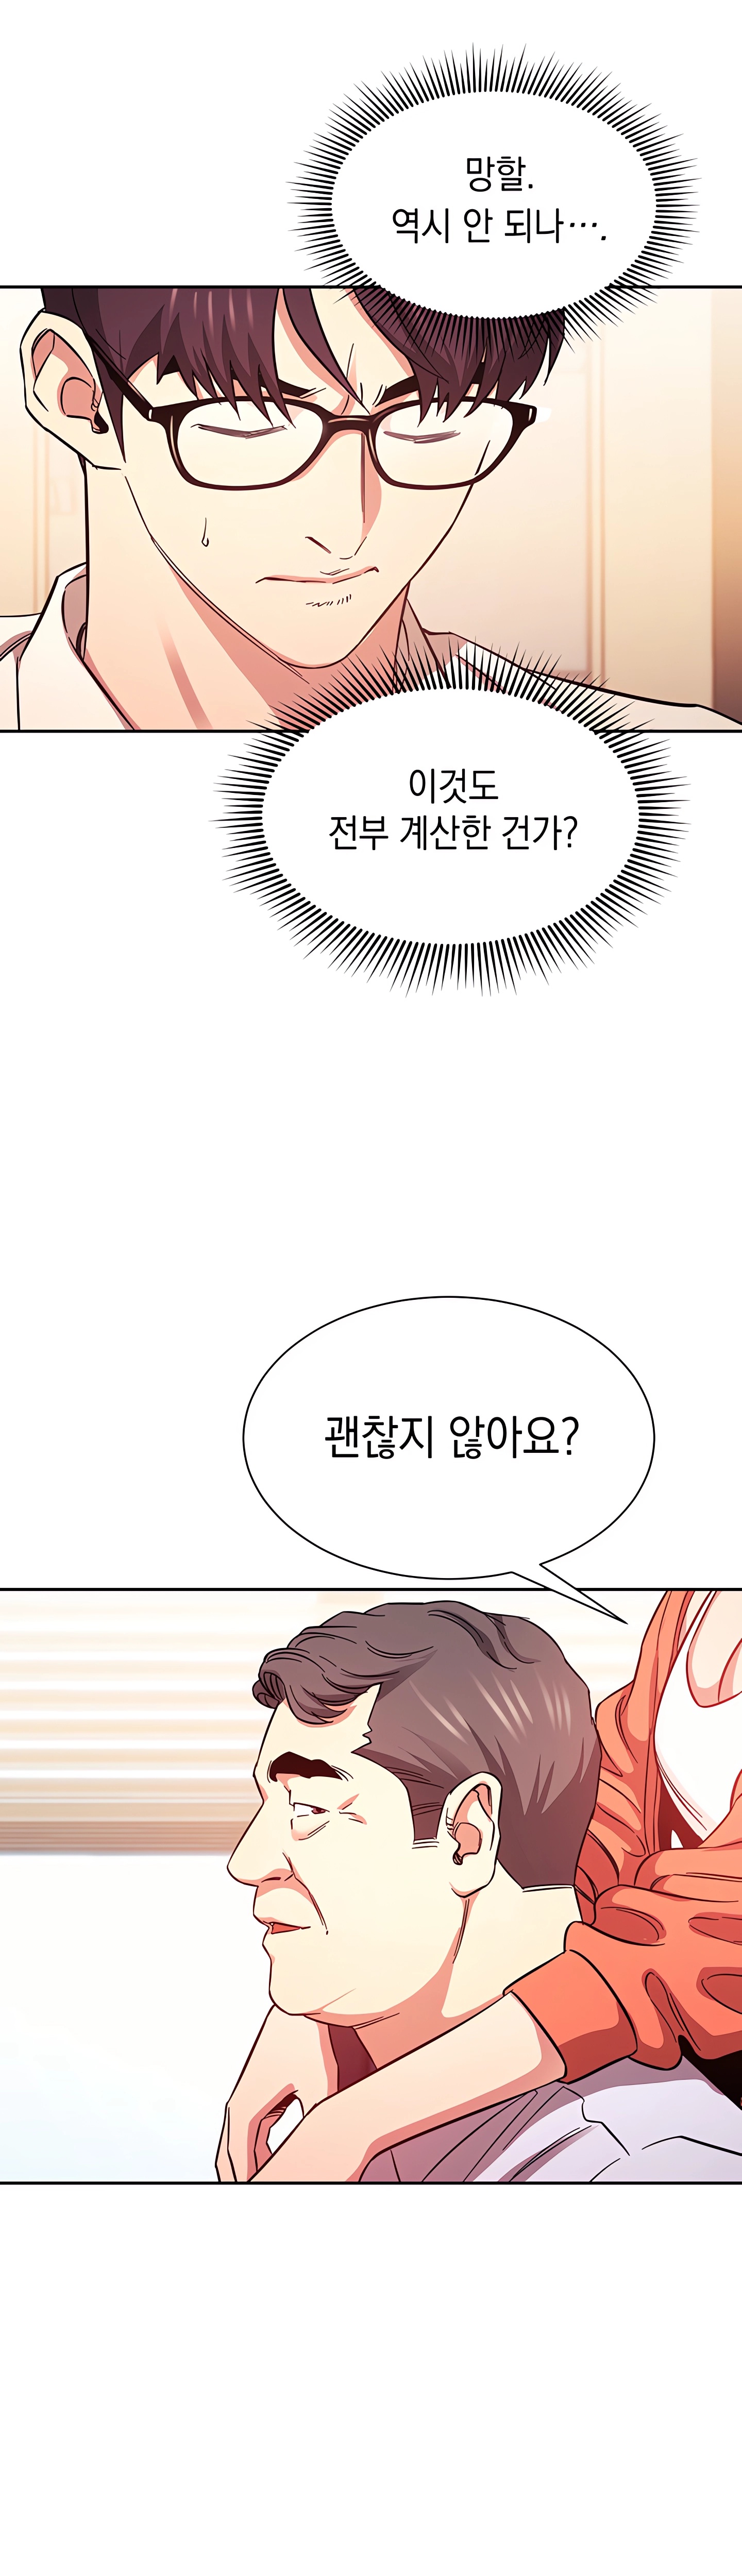 망할.
역시 안 되나….
이것도
전부 계산한 건가?
괜찮지 않아요?